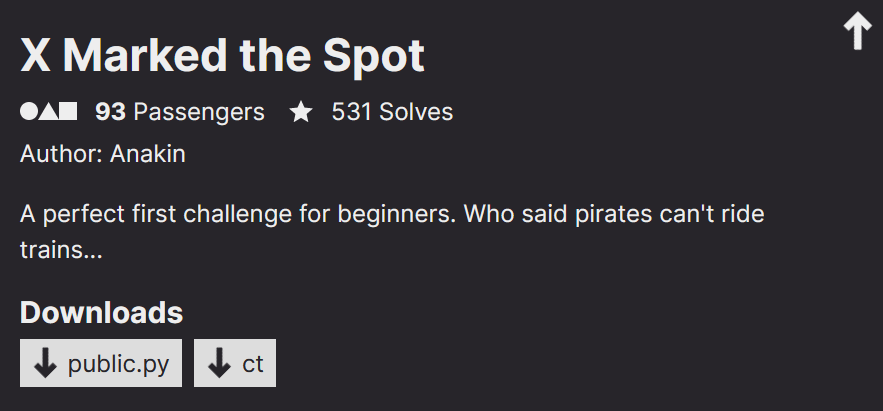 X Marked the Spot
93 Passengers 531 Solves
Author: Anakin
A perfect first challenge for beginners. Who said pirates can't ride
trains...
Downloads
public.py ct